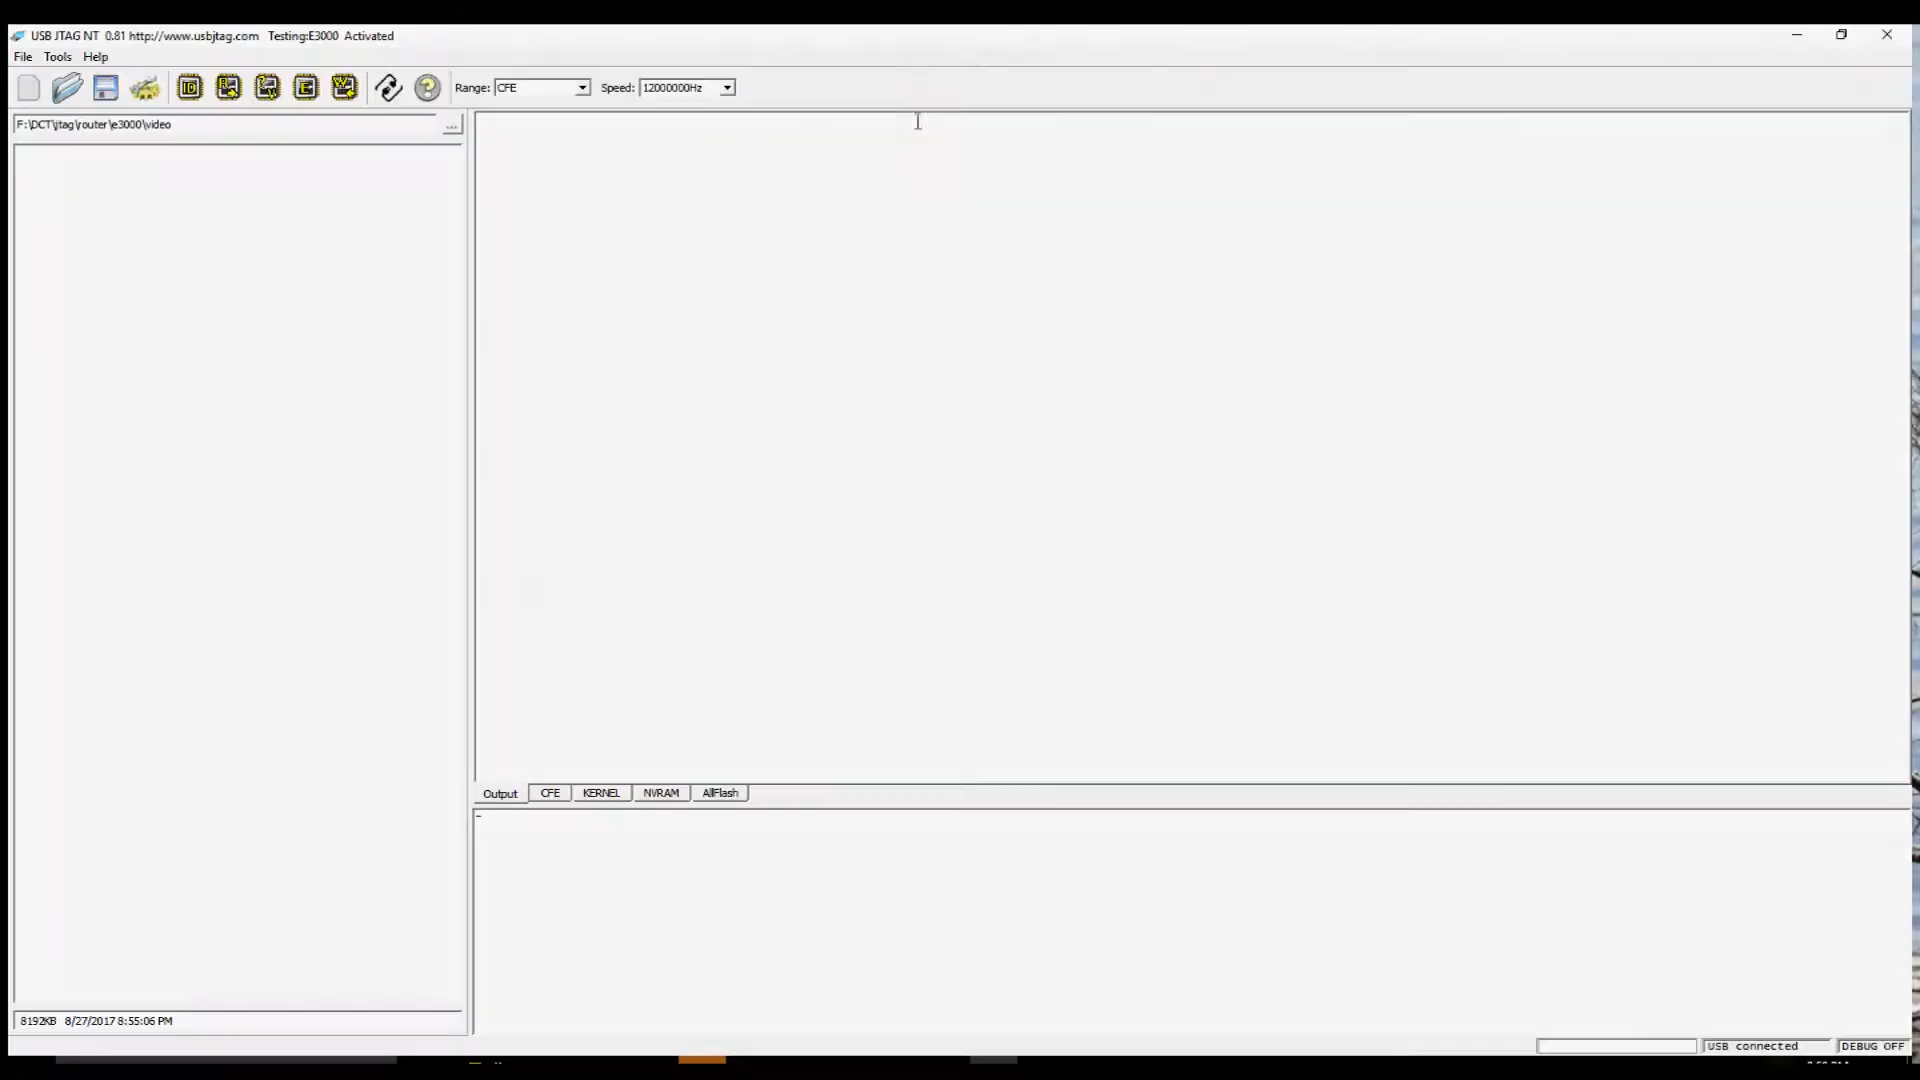 USB JTAG NT 0.81 http://www.usbjtag.com Testing:E3000 Activated
File Tools Help
ID R ? E W Range: CFE Speed: 12000000Hz
F:\DCT\jtag\router\e3000\video ...
Output CFE KERNEL NVRAM AllFlash
8192KB 8/27/2017 8:55:06 PM
USB connected DEBUG OFF